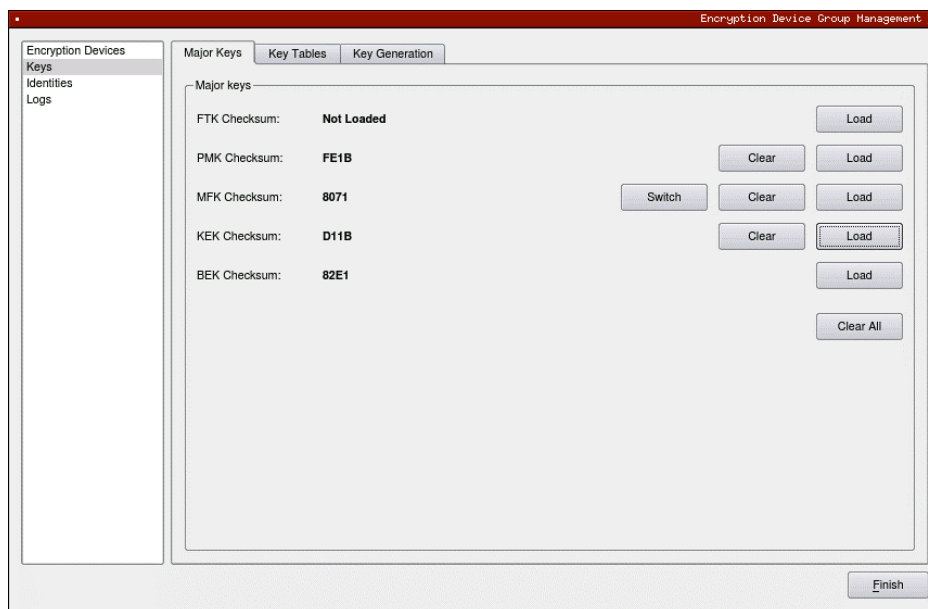 Encryption Device Group Management
Encryption Devices
Keys
Identities
Logs
Major Keys Key Tables Key Generation
Major keys
FTK Checksum: Not Loaded Load
PMK Checksum: FE1B Clear Load
MFK Checksum: 8071 Switch Clear Load
KEK Checksum: D11B Clear Load
BEK Checksum: 82E1 Load
Clear All
Finish